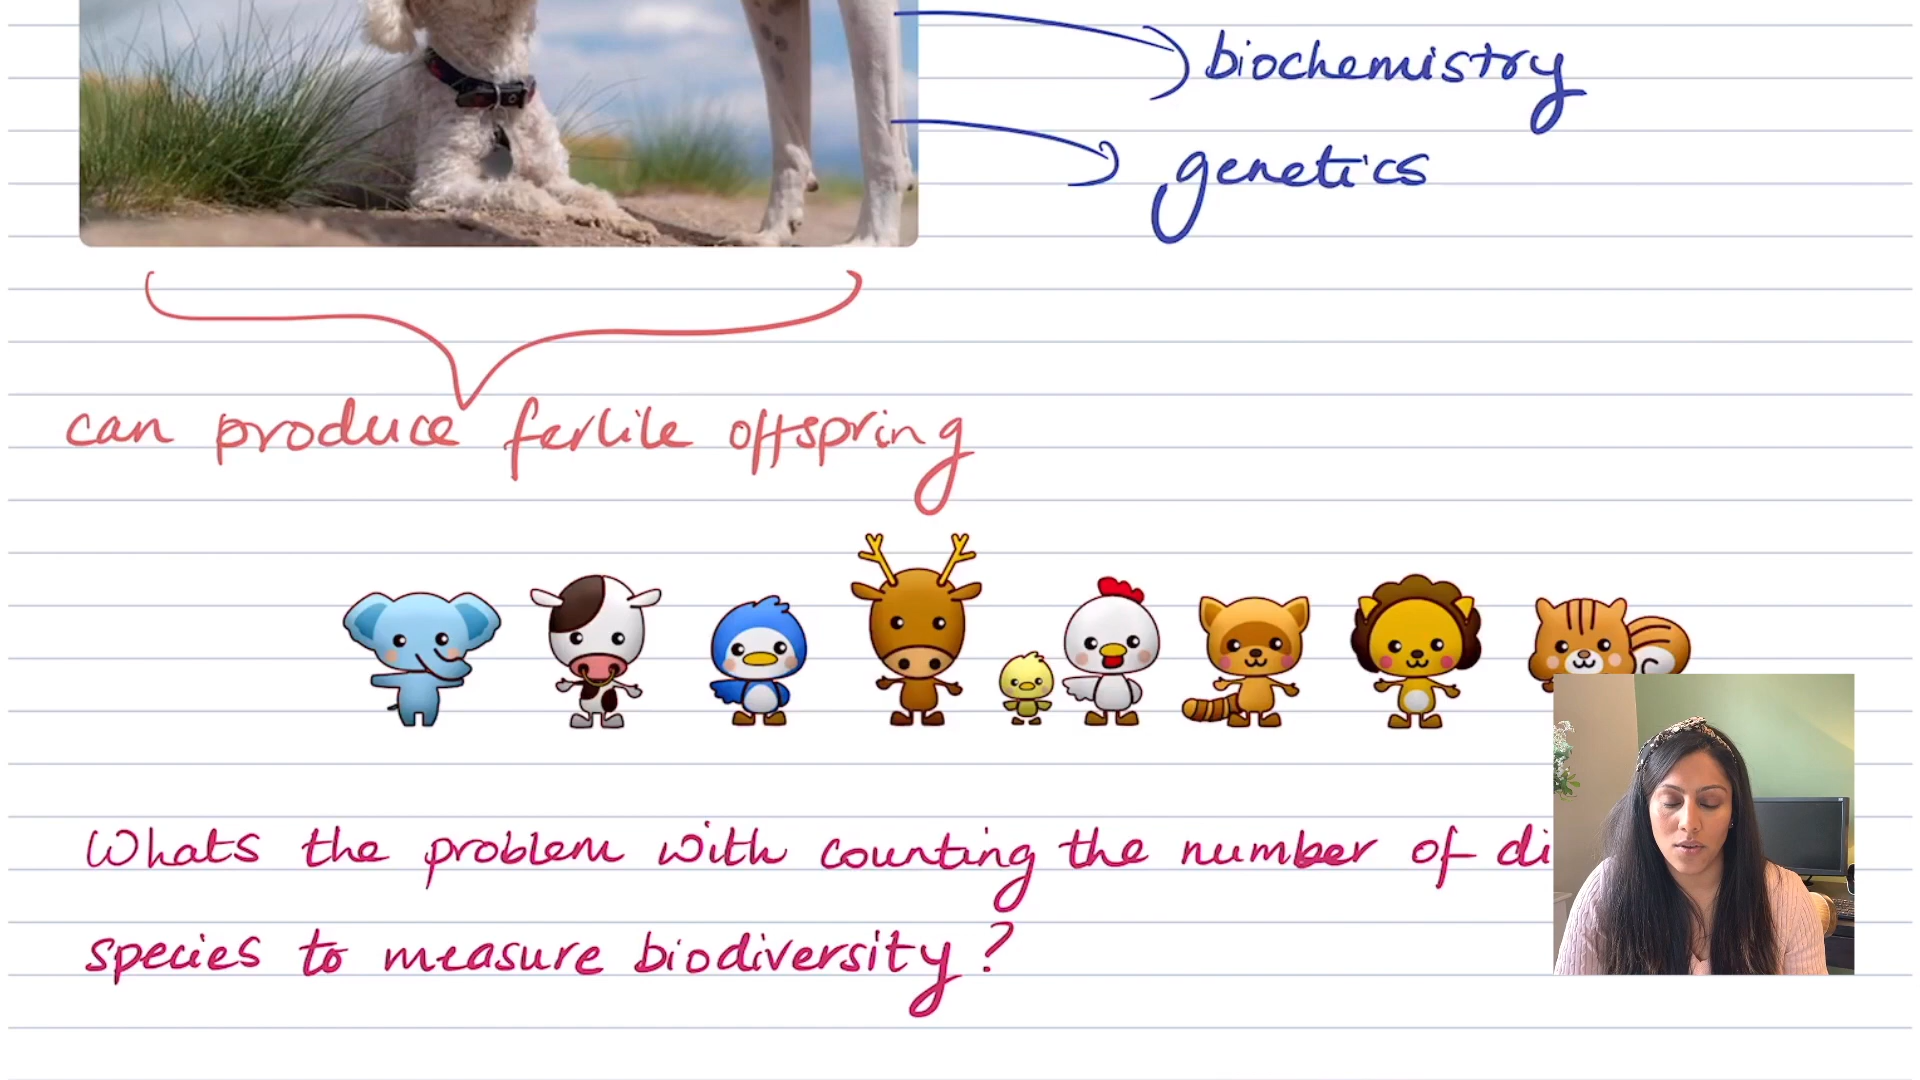 biochemistry
genetics
can produce fertile offspring
Whats the problem with counting the number of di
species to measure biodiversity?